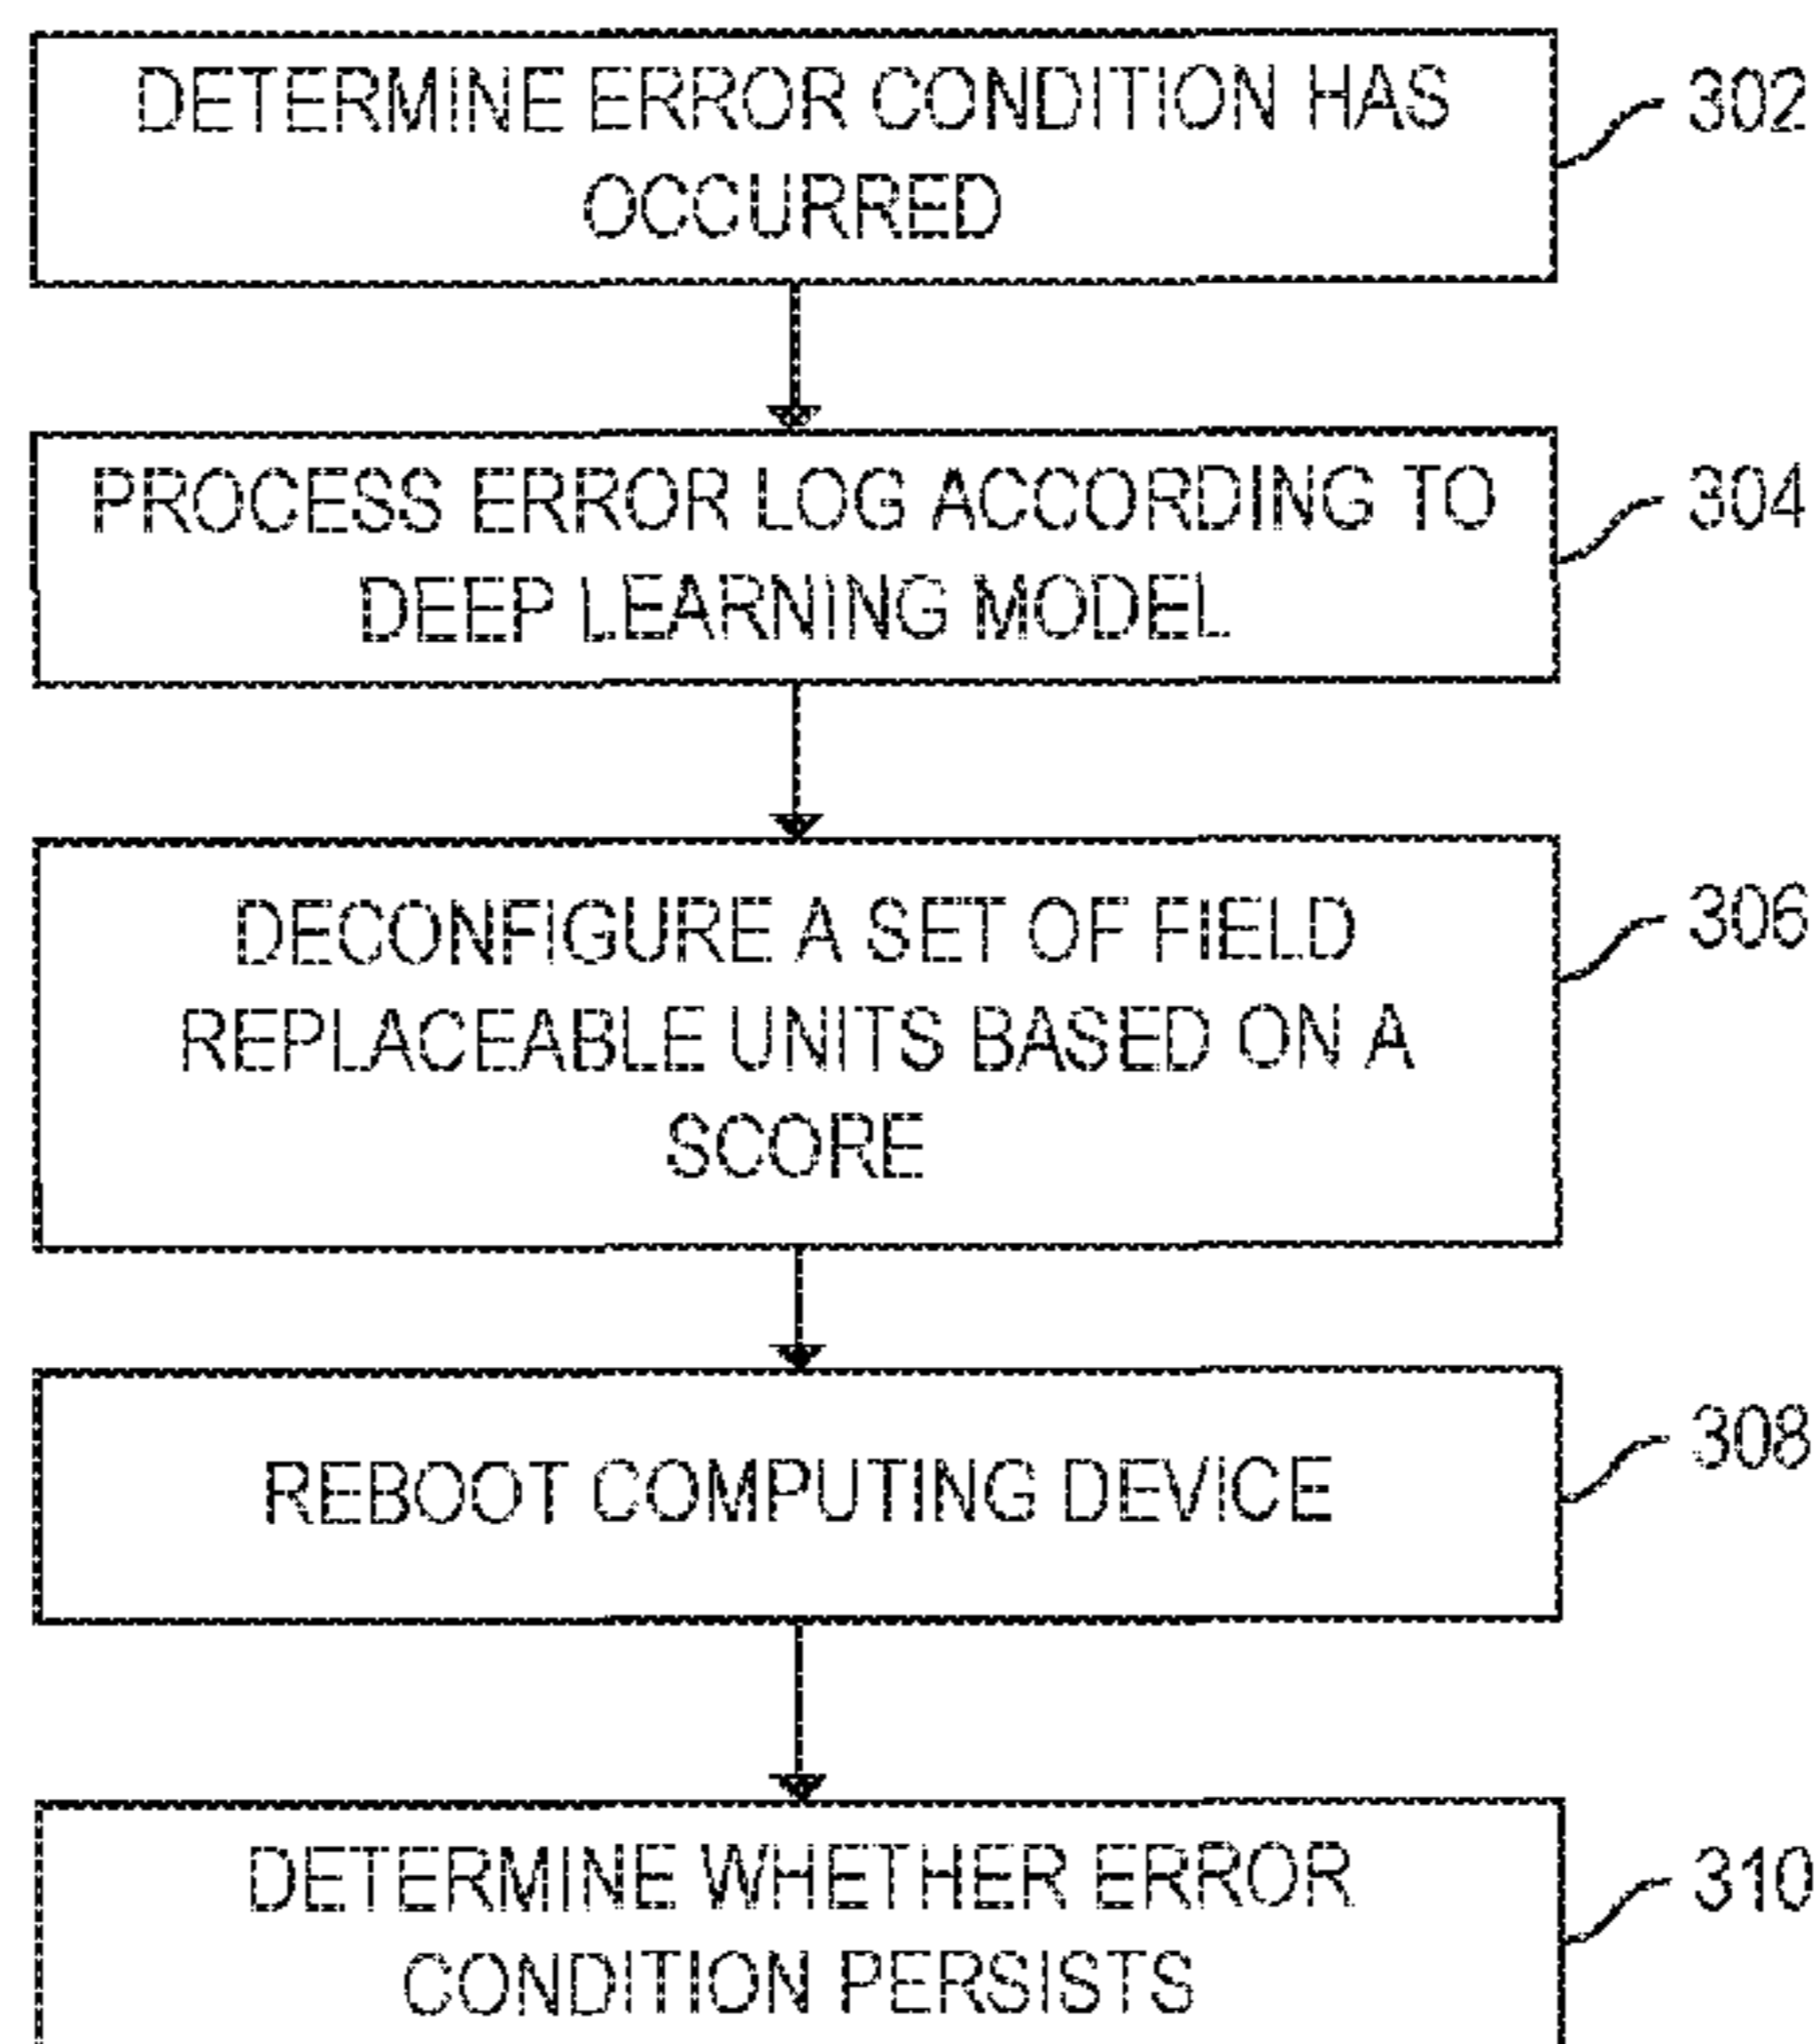 DETERMINE ERROR CONDITION HAS
OCCURRED
302
PROCESS ERROR LOG ACCORDING TO
DEEP LEARNING MODEL
304
DECONFIGURE A SET OF FIELD
REPLACEABLE UNITS BASED ON A
SCORE
306
REBOOT COMPUTING DEVICE
308
DETERMINE WHETHER ERROR
CONDITION PERSISTS
310